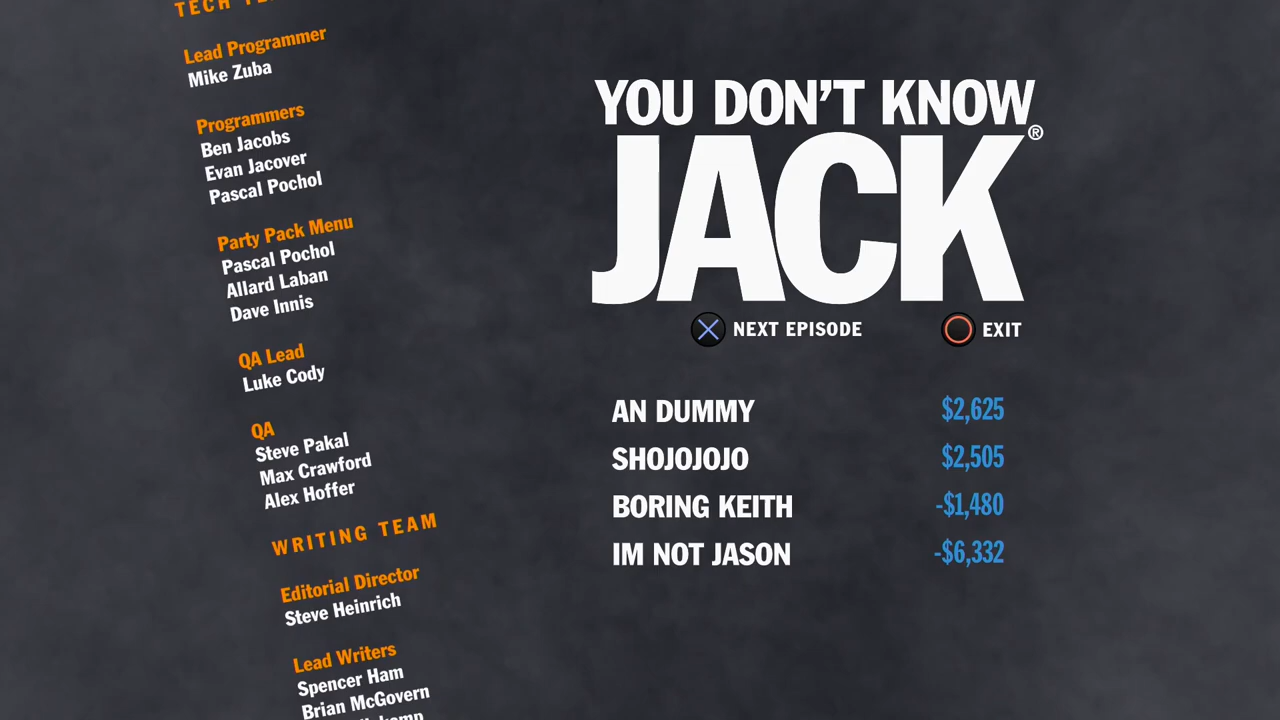 TECH
Lead Programmer
Mike Zuba
Programmers
Ben Jacobs
Evan Jacover
Pascal Pochol
Party Pack Menu
Pascal Pochol
Allard Laban
Dave Innis
QA Lead
Luke Cody
QA
Steve Pakal
Max Crawford
Alex Hoffer
WRITING TEAM
Editorial Director
Steve Heinrich
Lead Writers
Spencer Ham
Brian McGovern
YOU DON'T KNOW
JACK®
NEXT EPISODE EXIT
AN DUMMY $2,625
SHOJOJOJO $2,505
BORING KEITH -$1,480
IM NOT JASON -$6,332